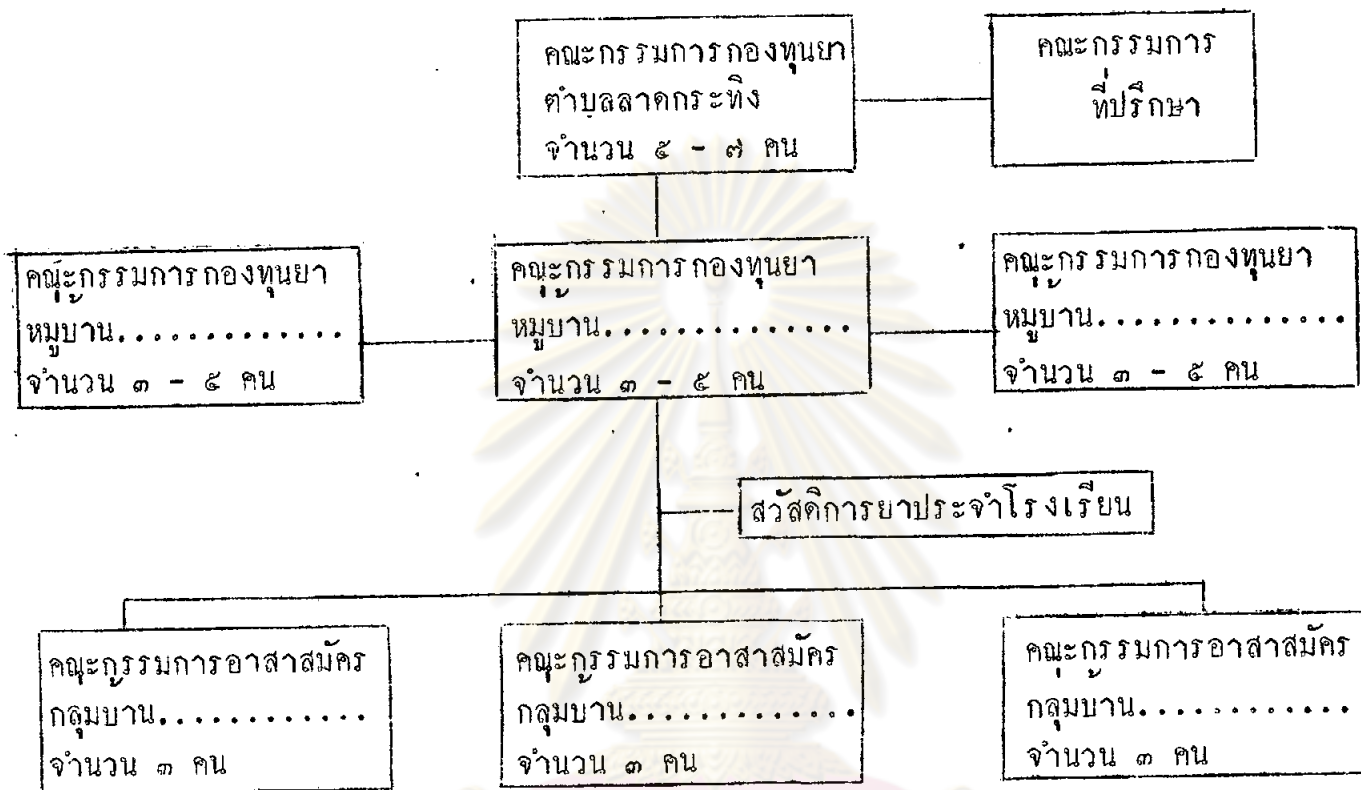 คณะกรรมการกองทุนยา
ตำบลลาดกระทิง
จำนวน ๕ - ๗ คน
คณะกรรมการ
ที่ปรึกษา
คณะกรรมการกองทุนยา
หมู่บ้าน.............
จำนวน ๓ - ๕ คน
คณะกรรมการกองทุนยา
หมู่บ้าน..............
จำนวน ๓ - ๕ คน
คณะกรรมการกองทุนยา
หมู่บ้าน..............
จำนวน ๓ - ๕ คน
สวัสดิการยาประจำโรงเรียน
คณะกรรมการอาสาสมัคร
กลุ่มบ้าน............
จำนวน ๓ คน
คณะกรรมการอาสาสมัคร
กลุ่มบ้าน.............
จำนวน ๓ คน
คณะกรรมการอาสาสมัคร
กลุ่มบ้าน............
จำนวน ๓ คน